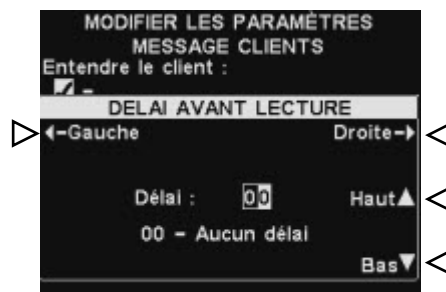 MODIFIER LES PARAMÈTRES
MESSAGE CLIENTS
Entendre le client :
DELAI AVANT LECTURE
-Gauche Droite-
Délai : 00 Haut
00 - Aucun délai
Bas